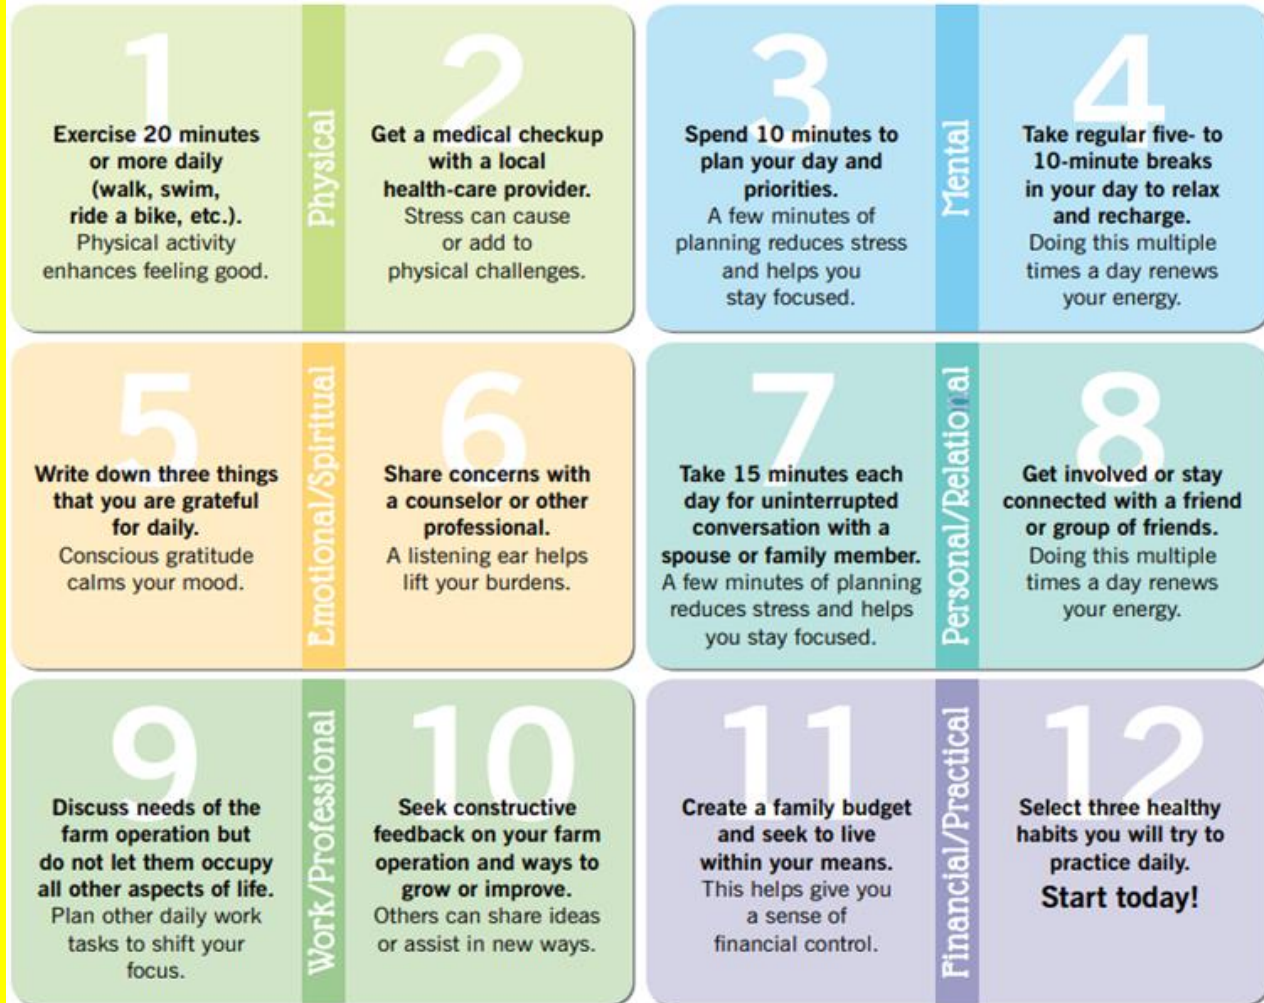 1
Exercise 20 minutes
or more daily
(walk, swim,
ride a bike, etc.).
Physical activity
enhances feeling good.
Physical
2
Get a medical checkup
with a local
health-care provider.
Stress can cause
or add to
physical challenges.
3
Spend 10 minutes to
plan your day and
priorities.
A few minutes of
planning reduces stress
and helps you
stay focused.
Mental
4
Take regular five- to
10-minute breaks
in your day to relax
and recharge.
Doing this multiple
times a day renews
your energy.
5
Write down three things
that you are grateful
for daily.
Conscious gratitude
calms your mood.
Emotional/Spiritual
6
Share concerns with
a counselor or other
professional.
A listening ear helps
lift your burdens.
7
Take 15 minutes each
day for uninterrupted
conversation with a
spouse or family member.
A few minutes of planning
reduces stress and helps
you stay focused.
Personal/Relational
8
Get involved or stay
connected with a friend
or group of friends.
Doing this multiple
times a day renews
your energy.
9
Discuss needs of the
farm operation but
do not let them occupy
all other aspects of life.
Plan other daily work
tasks to shift your
focus.
Work/Professional
10
Seek constructive
feedback on your farm
operation and ways to
grow or improve.
Others can share ideas
or assist in new ways.
11
Create a family budget
and seek to live
within your means.
This helps give you
a sense of
financial control.
Financial/Practical
12
Select three healthy
habits you will try to
practice daily.
Start today!